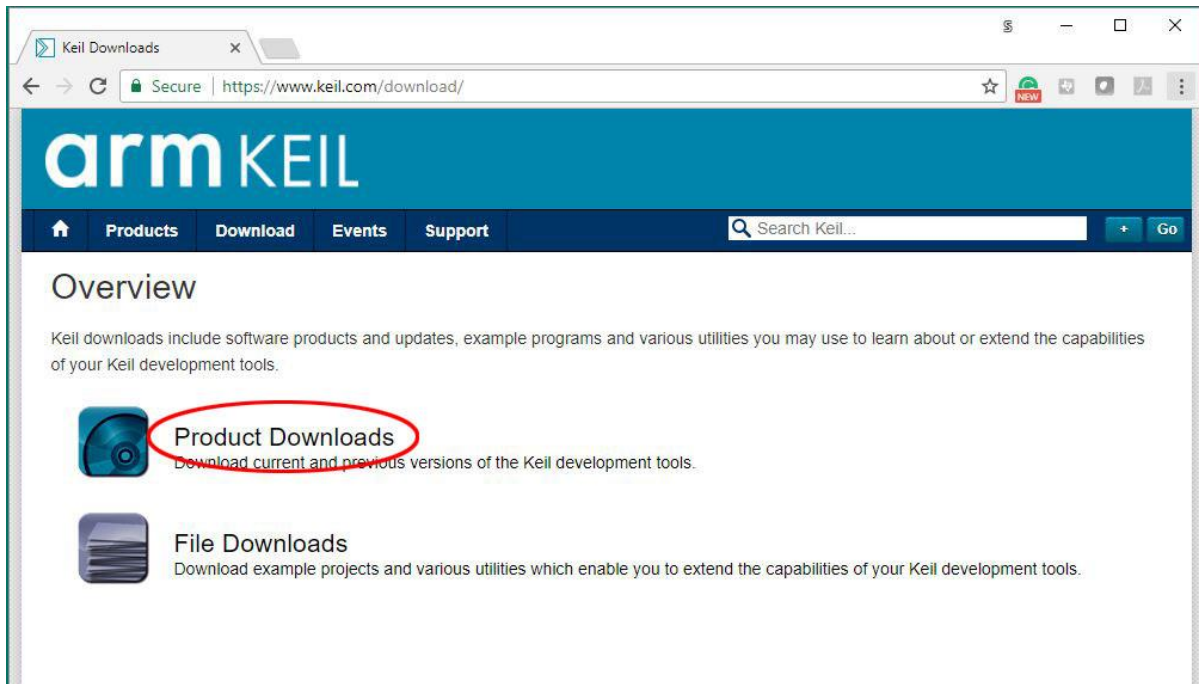 Keil Downloads
Secure | https://www.keil.com/download/
NEW
arm KEIL
Products Download Events Support Search Keil... + Go
Overview
Keil downloads include software products and updates, example programs and various utilities you may use to learn about or extend the capabilities
of your Keil development tools.
Product Downloads
Download current and previous versions of the Keil development tools.
File Downloads
Download example projects and various utilities which enable you to extend the capabilities of your Keil development tools.